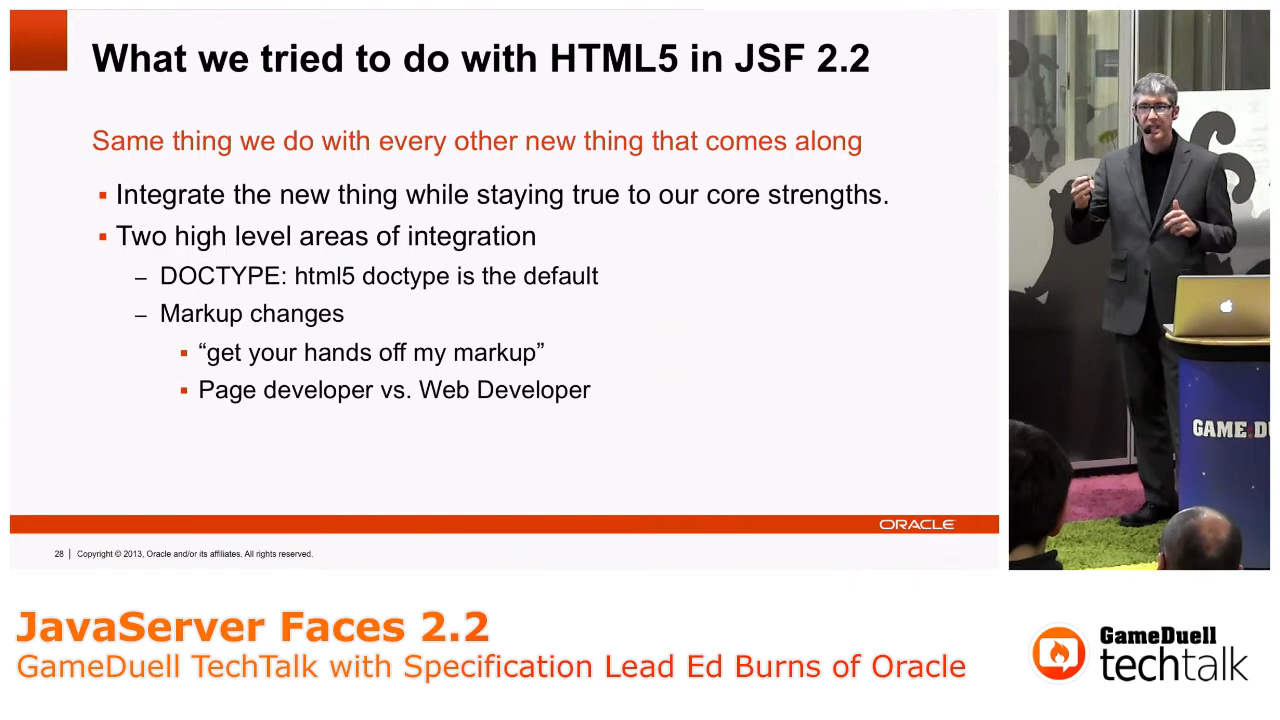 What we tried to do with HTML5 in JSF 2.2
Same thing we do with every other new thing that comes along
▪ Integrate the new thing while staying true to our core strengths.
▪ Two high level areas of integration
– DOCTYPE: html5 doctype is the default
– Markup changes
▪ “get your hands off my markup”
▪ Page developer vs. Web Developer
ORACLE
28 | Copyright © 2013, Oracle and/or its affiliates. All rights reserved.
GAMEDU
JavaServer Faces 2.2
GameDuell TechTalk with Specification Lead Ed Burns of Oracle
GameDuell
techtalk